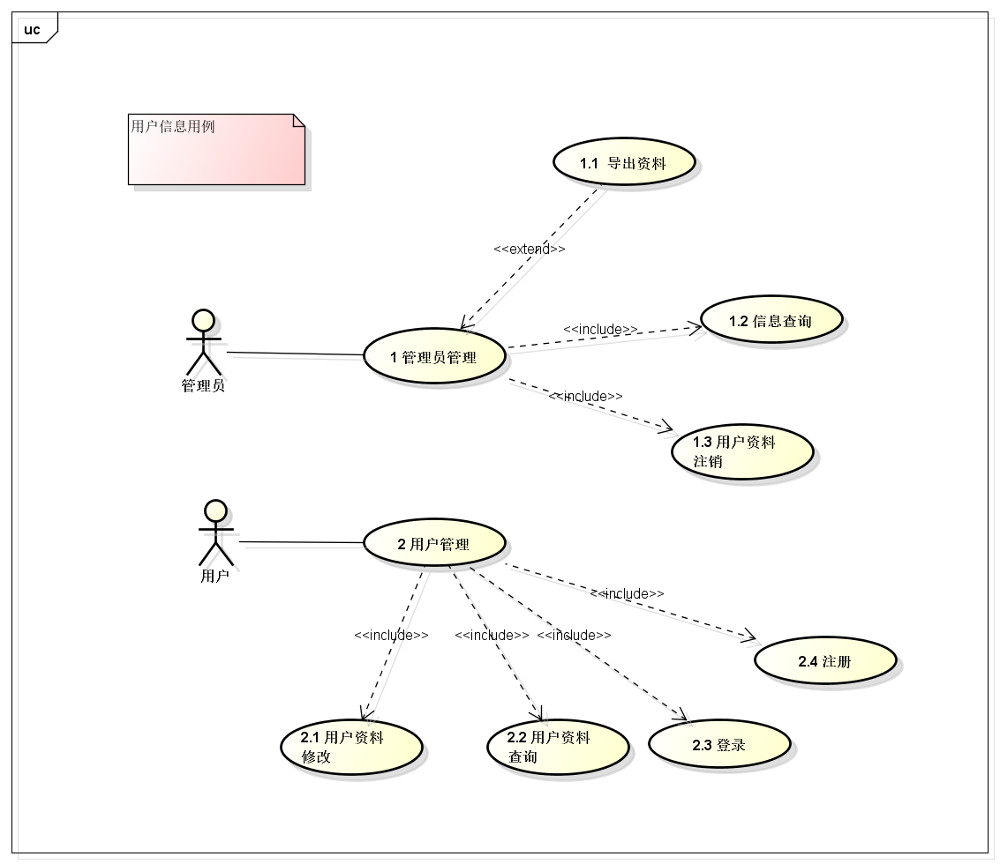 uc
用户信息用例
1.1 导出资料
<<extend>>
1.2 信息查询
<<include>>
1 管理员管理
管理员
<<include>>
1.3 用户资料
注销
2 用户管理
用户
<<include>>
<<include>>
<<include>>
<<include>>
2.4 注册
2.1 用户资料
修改
2.2 用户资料
查询
2.3 登录